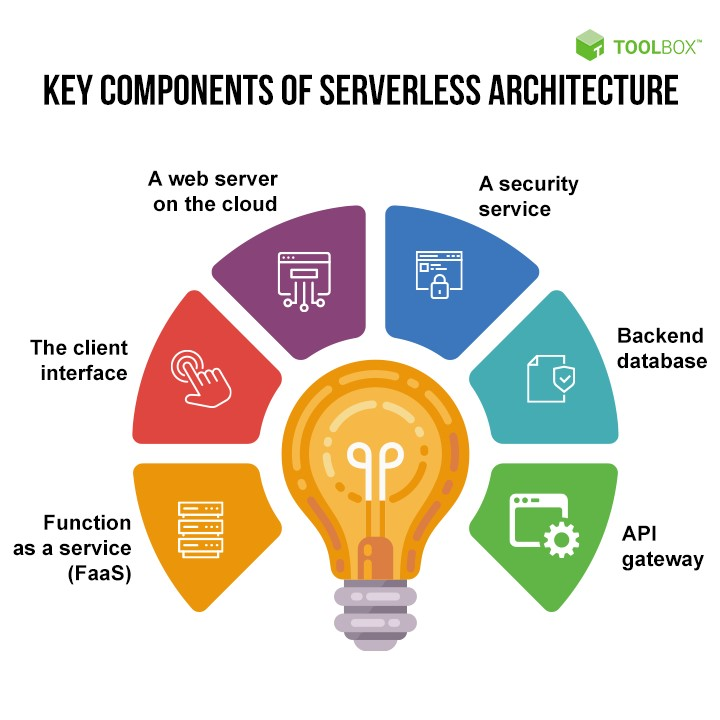 TOOLBOX™
KEY COMPONENTS OF SERVERLESS ARCHITECTURE
A web server
on the cloud
A security
service
The client
interface
Backend
database
Function
as a service
(FaaS)
API
gateway